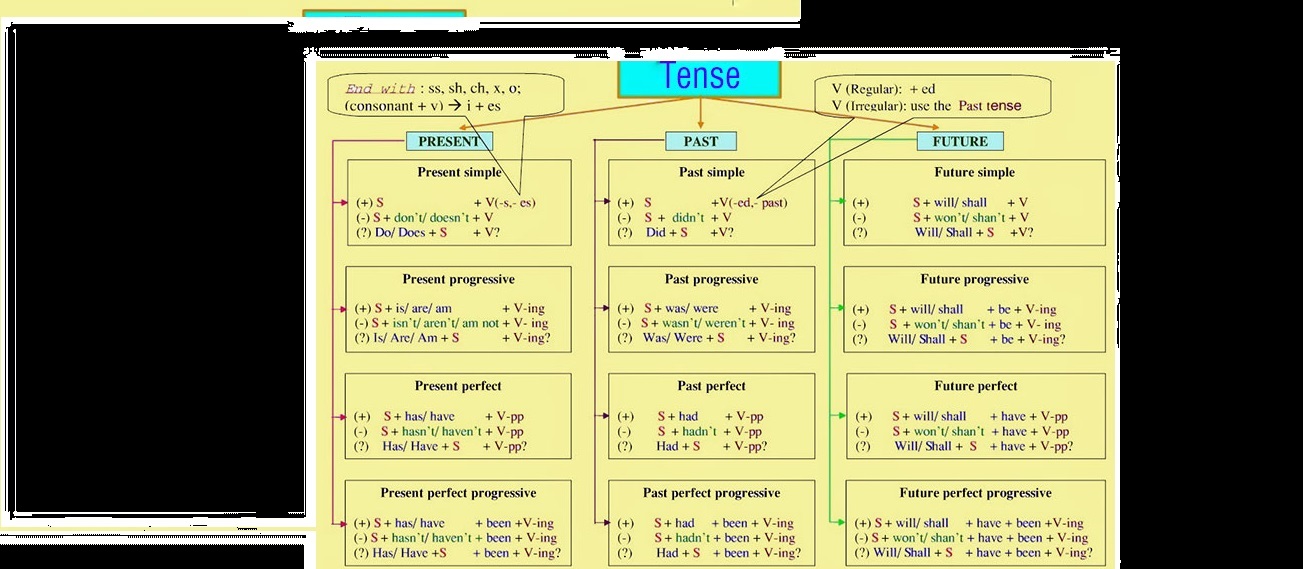 Tense
End with : ss, sh, ch, x, o;
(consonant + y) → i + es
V (Regular): + ed
V (Irregular): use the Past tense
PRESENT
Present simple
(+) S + V(-s,- es)
(-) S + don't/ doesn't + V
(?) Do/ Does + S + V?
Present progressive
(+) S + is/ are/ am + V-ing
(-) S + isn't/ aren't/ am not + V- ing
(?) Is/ Are/ Am + S + V-ing?
Present perfect
(+) S + has/ have + V-pp
(-) S + hasn't/ haven't + V-pp
(?) Has/ Have + S + V-pp?
Present perfect progressive
(+) S + has/ have + been +V-ing
(-) S + hasn't/ haven't + been + V-ing
(?) Has/ Have +S + been + V-ing?
PAST
Past simple
(+) S +V(-ed,- past)
(-) S + didn't + V
(?) Did + S +V?
Past progressive
(+) S + was/ were + V-ing
(-) S + wasn't/ weren't + V- ing
(?) Was/ Were + S + V-ing?
Past perfect
(+) S + had + V-pp
(-) S + hadn't + V-pp
(?) Had + S + V-pp?
Past perfect progressive
(+) S + had + been + V-ing
(-) S + hadn't + been + V-ing
(?) Had + S + been + V-ing?
FUTURE
Future simple
(+) S + will/ shall + V
(-) S + won't/ shan't + V
(?) Will/ Shall + S +V?
Future progressive
(+) S + will/ shall + be + V-ing
(-) S + won't/ shan't + be + V- ing
(?) Will/ Shall + S + be + V-ing?
Future perfect
(+) S + will/ shall + have + V-pp
(-) S + won't/ shan't + have + V-pp
(?) Will/ Shall + S + have + V-pp?
Future perfect progressive
(+) S + will/ shall + have + been +V-ing
(-) S + won't/ shan't + have + been + V-ing
(?) Will/ Shall + S + have + been + V-ing?